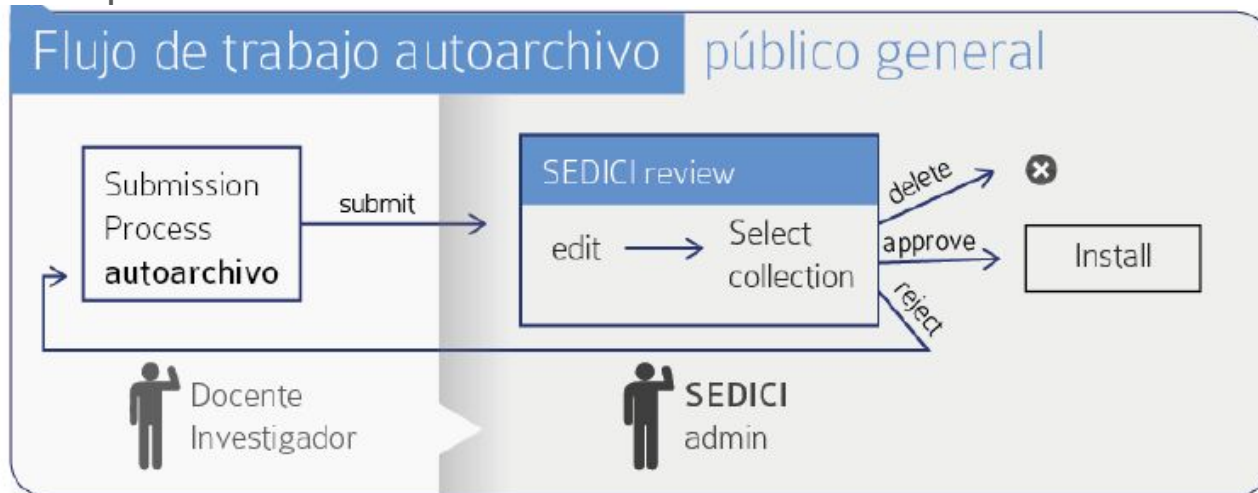 Flujo de trabajo autoarchivo público general
Submission
Process
autoarchivo
submit
SEDICI review
edit
Select
collection
delete
approve
reject
Install
Docente
Investigador
SEDICI
admin